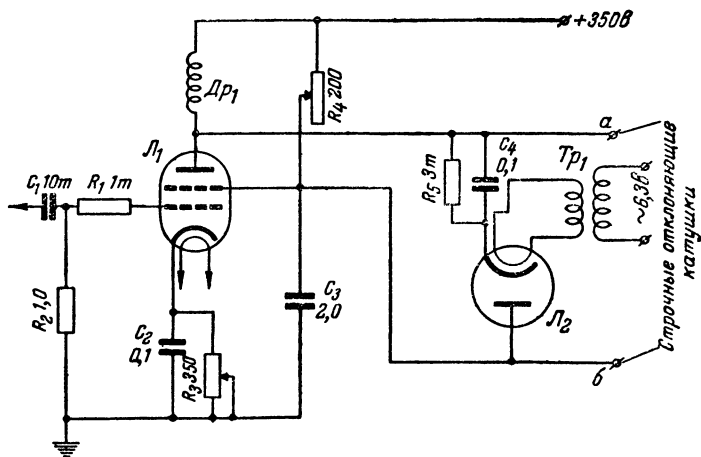 +350в
Др₁
R₄ 200
Л₁
C₁ 10т
R₁ 1т
R₂ 1,0
C₂
0,1
R₃ 350
C₃
2,0
R₅ 3т
C₄
0,1
Тр₁
~6,3в
а
б
Л₂
Строчные отклоняющие
катушки